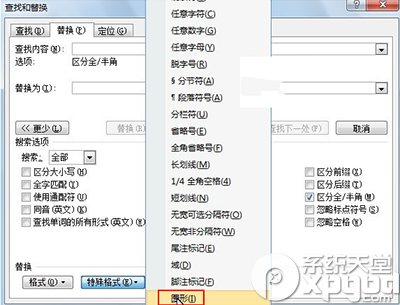 查找和替换
查找(D) 替换(P) 定位(G)
查找内容(N):
选项: 区分全/半角
替换为(I):
<< 更少(L) 替换(R) 查找下一处(F) 取消
搜索选项
搜索: 全部
区分大小写(H)
全字匹配(Y)
使用通配符(U)
同音(英文)(K)
查找单词的所有形式(英文)(W)
区分前缀(X)
区分后缀(T)
区分全/半角(M)
忽略标点符号(S)
忽略空格(W)
替换
格式(O) 特殊格式(E)
任意字符(C)
任意数字(G)
任意字母(Y)
脱字号(R)
§ 分节符(A)
¶ 段落符号(A)
分栏符(U)
省略号(E)
全角省略号(F)
长划线(M)
1/4 全角空格(4)
短划线(N)
无宽可选分隔符(O)
无宽非分隔符(W)
尾注标记(E)
域(D)
脚注标记(F)
图形(I)
系统天堂
xpgod